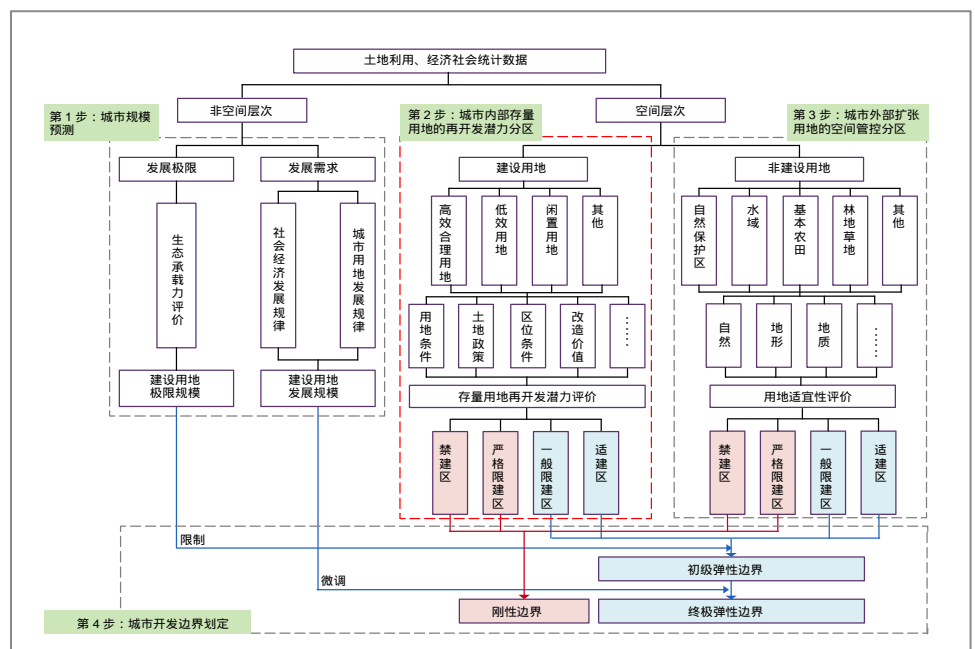 土地利用、经济社会统计数据
非空间层次
空间层次
第1步：城市规模
预测
第2步：城市内部存量
用地的再开发潜力分区
第3步：城市外部扩张
用地的空间管控分区
发展极限
发展需求
建设用地
非建设用地
生态承载力评价
社会经济发展规律
城市用地发展规律
高效合理用地
低效用地
闲置用地
其他
自然保护区
水域
基本农田
林地草地
其他
用地条件
土地政策
区位条件
改造价值
……
自然
地形
地质
……
建设用地
极限规模
建设用地
发展规模
存量用地再开发潜力评价
用地适宜性评价
禁建区
严格限建区
一般限建区
适建区
禁建区
严格限建区
一般限建区
适建区
限制
初级弹性边界
微调
刚性边界
终极弹性边界
第4步：城市开发边界划定